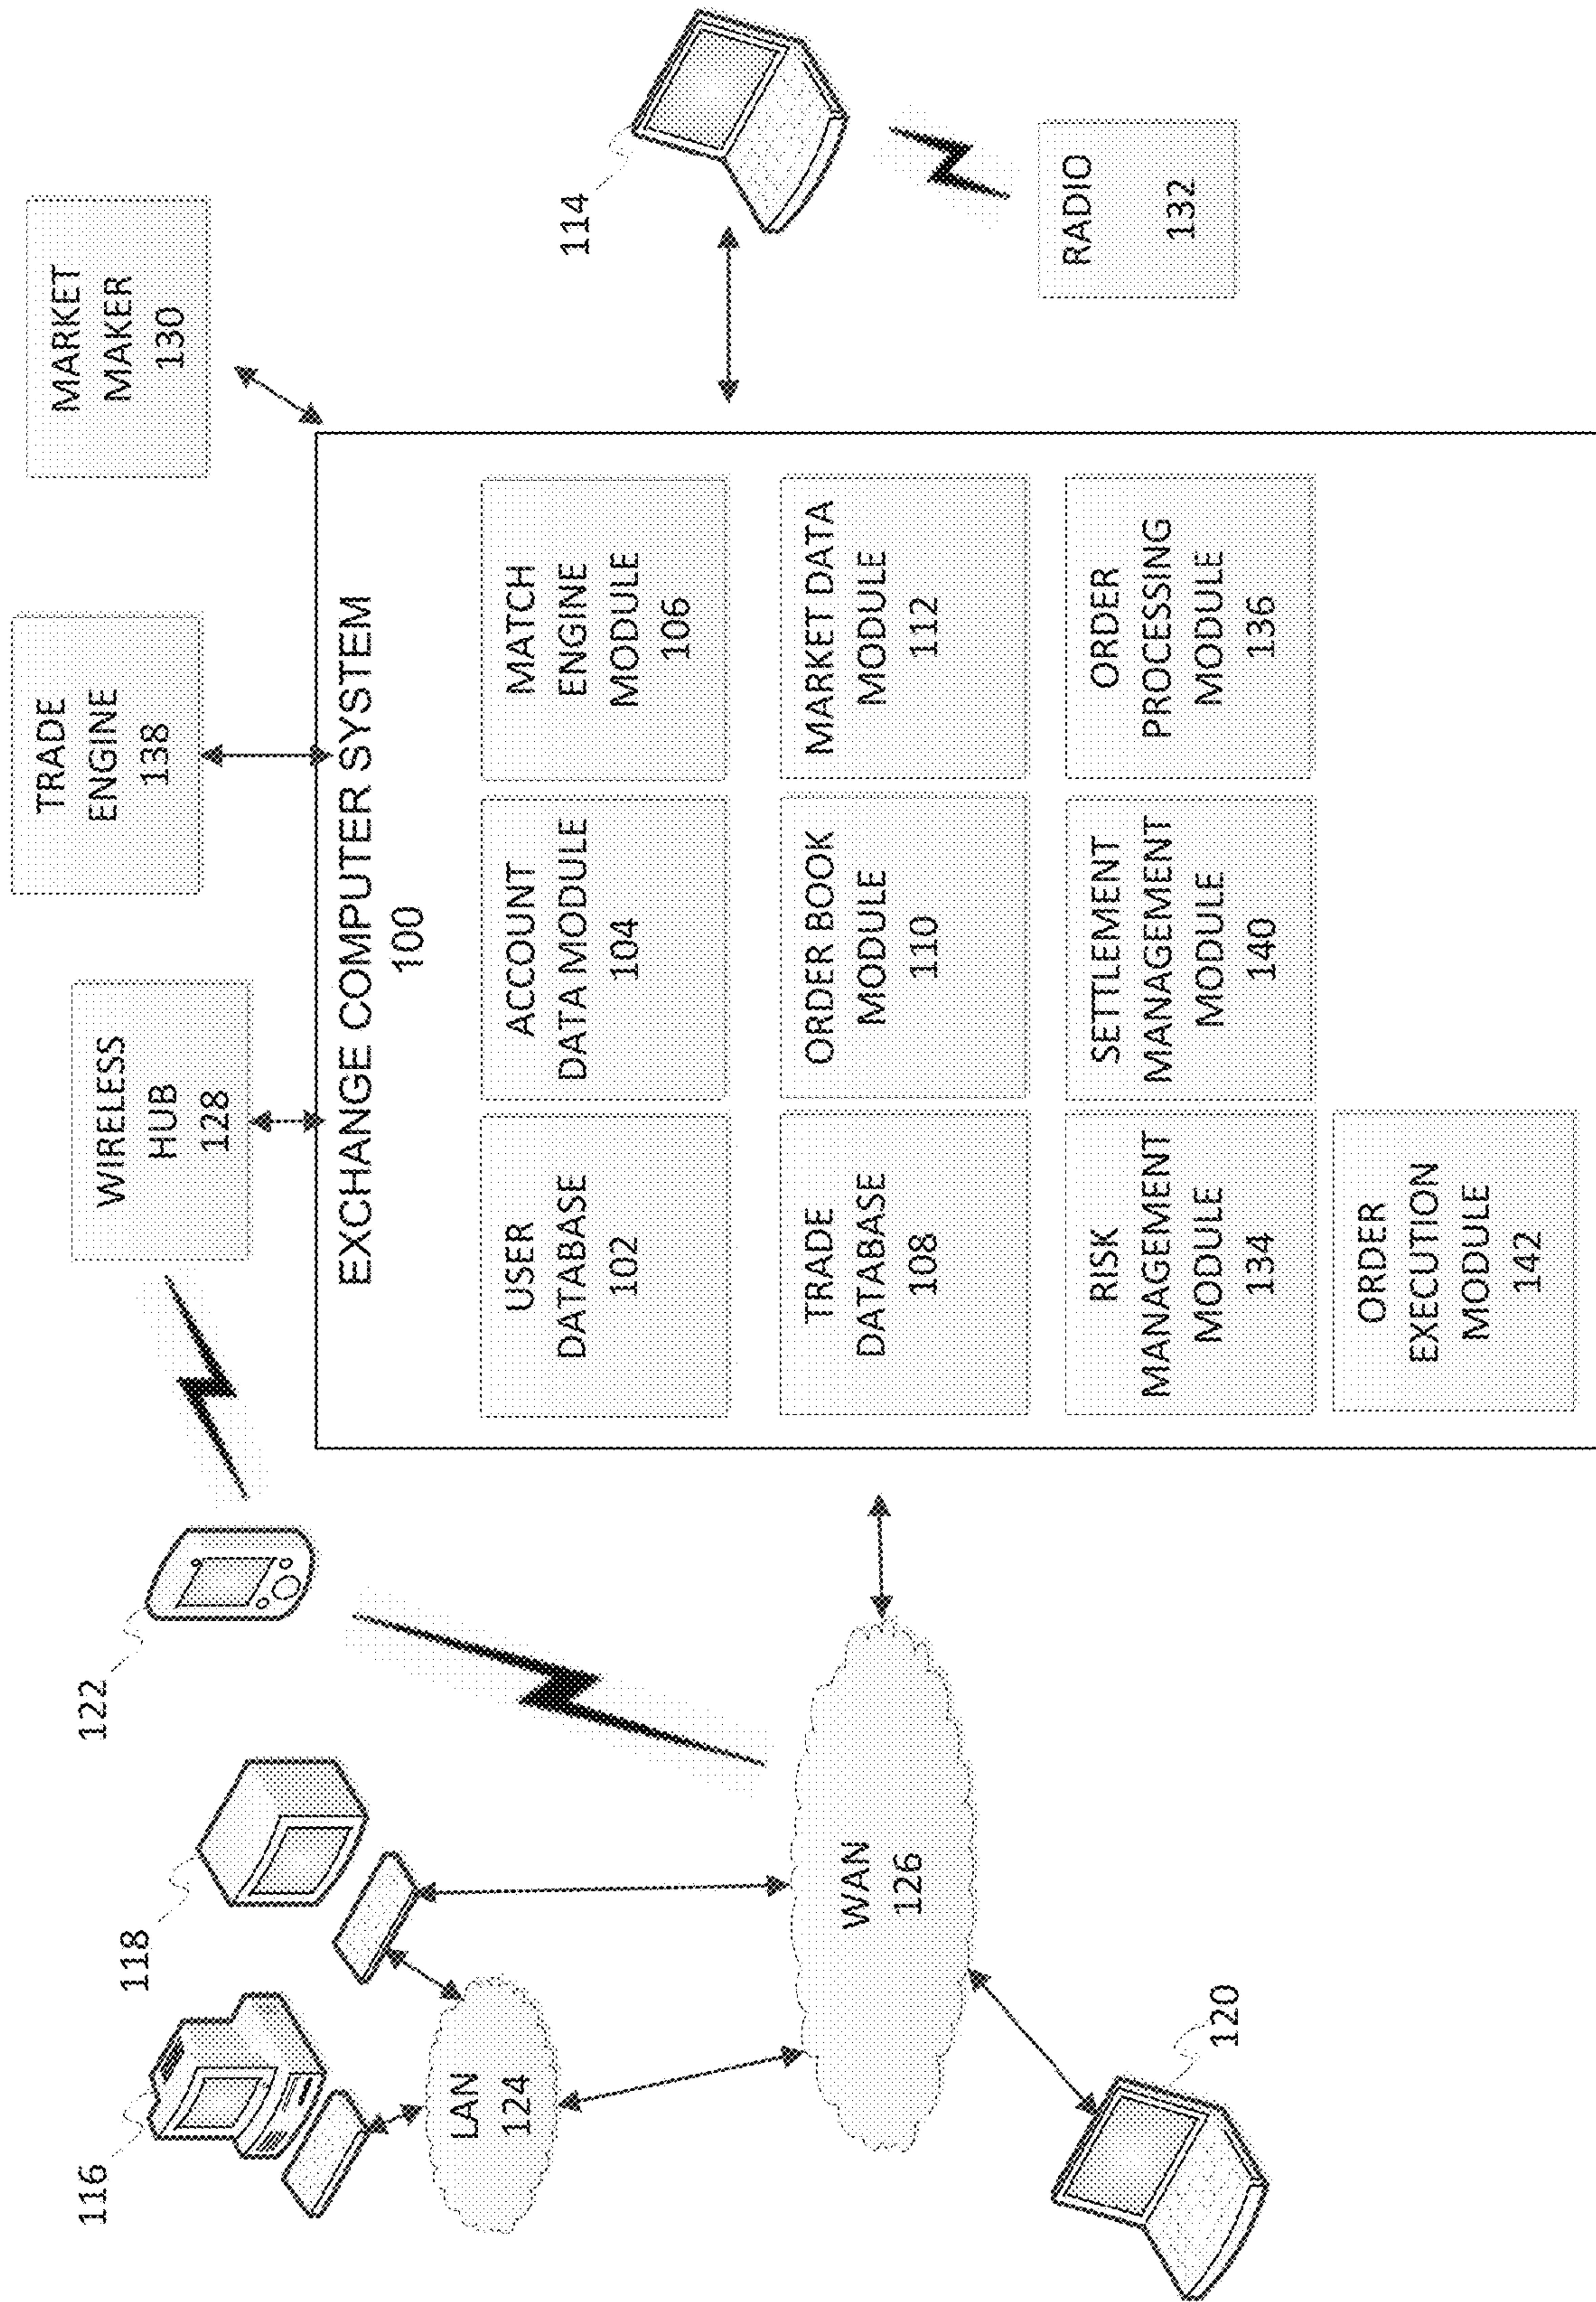 116
118
122
WIRELESS
HUB
128
TRADE
ENGINE
138
MARKET
MAKER
130
LAN
124
WAN
126
120
EXCHANGE COMPUTER SYSTEM
100
USER
DATABASE
102
ACCOUNT
DATA MODULE
104
MATCH
ENGINE
MODULE
106
TRADE
DATABASE
108
ORDER BOOK
MODULE
110
MARKET DATA
MODULE
112
RISK
MANAGEMENT
MODULE
134
SETTLEMENT
MANAGEMENT
MODULE
140
ORDER
PROCESSING
MODULE
136
ORDER
EXECUTION
MODULE
142
114
RADIO
132